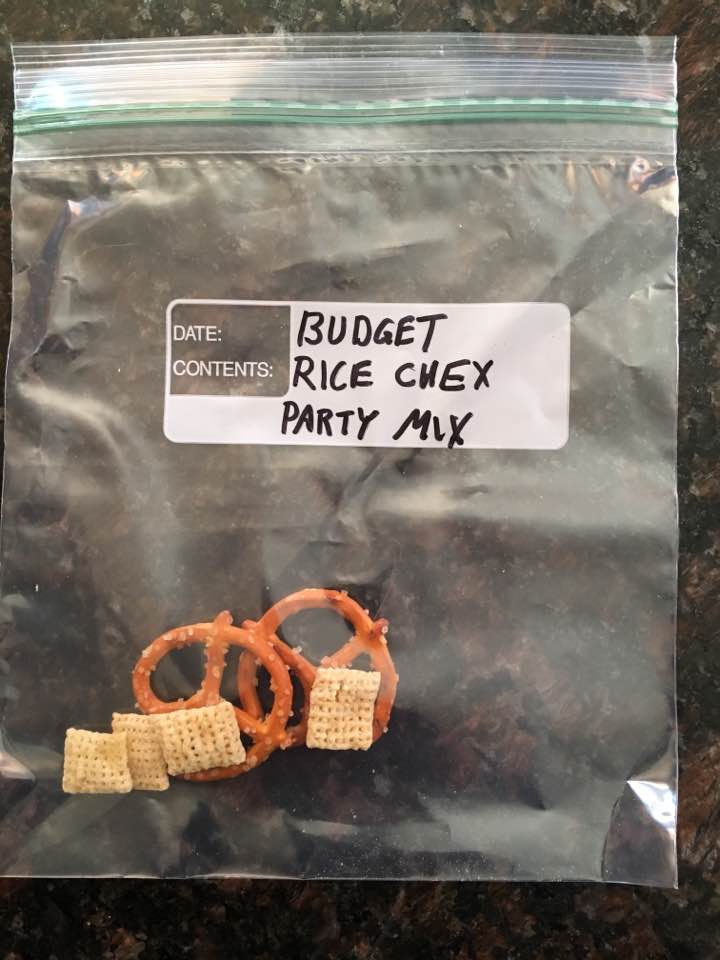 DATE: BUDGET
CONTENTS: RICE CHEX
PARTY MIX